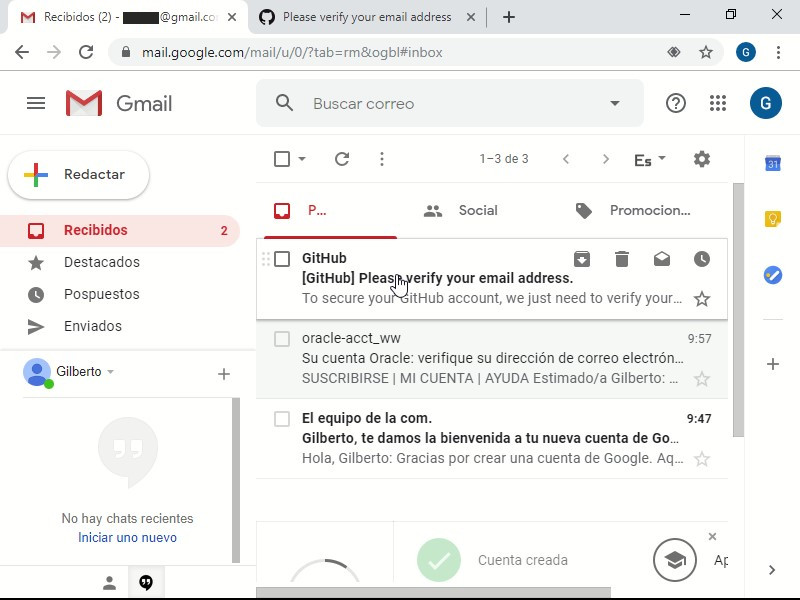 Recibidos (2) - @gmail.co
Please verify your email address
mail.google.com/mail/u/0/?tab=rm&ogbl#inbox
G
Gmail
Buscar correo
G
Redactar
1–3 de 3
Es
31
Recibidos 2
Destacados
Pospuestos
Enviados
Gilberto
No hay chats recientes
Iniciar uno nuevo
P...
Social
Promocion...
GitHub
[GitHub] Please verify your email address.
To secure your GitHub account, we just need to verify your...
oracle-acct_ww 9:57
Su cuenta Oracle: verifique su dirección de correo electrón...
SUSCRIBIRSE | MI CUENTA | AYUDA Estimado/a Gilberto: ...
El equipo de la com. 9:47
Gilberto, te damos la bienvenida a tu nueva cuenta de Go...
Hola, Gilberto: Gracias por crear una cuenta de Google. Aq...
Cuenta creada
Ap